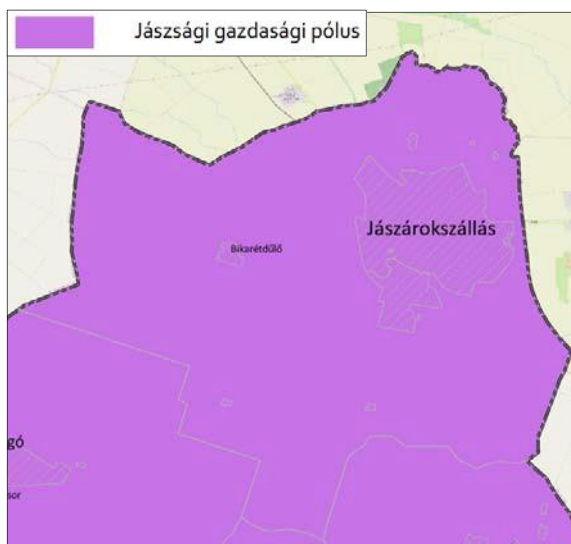 Jászsági gazdasági pólus
Jászárokszállás
Bikarétdűlő
gó
sor